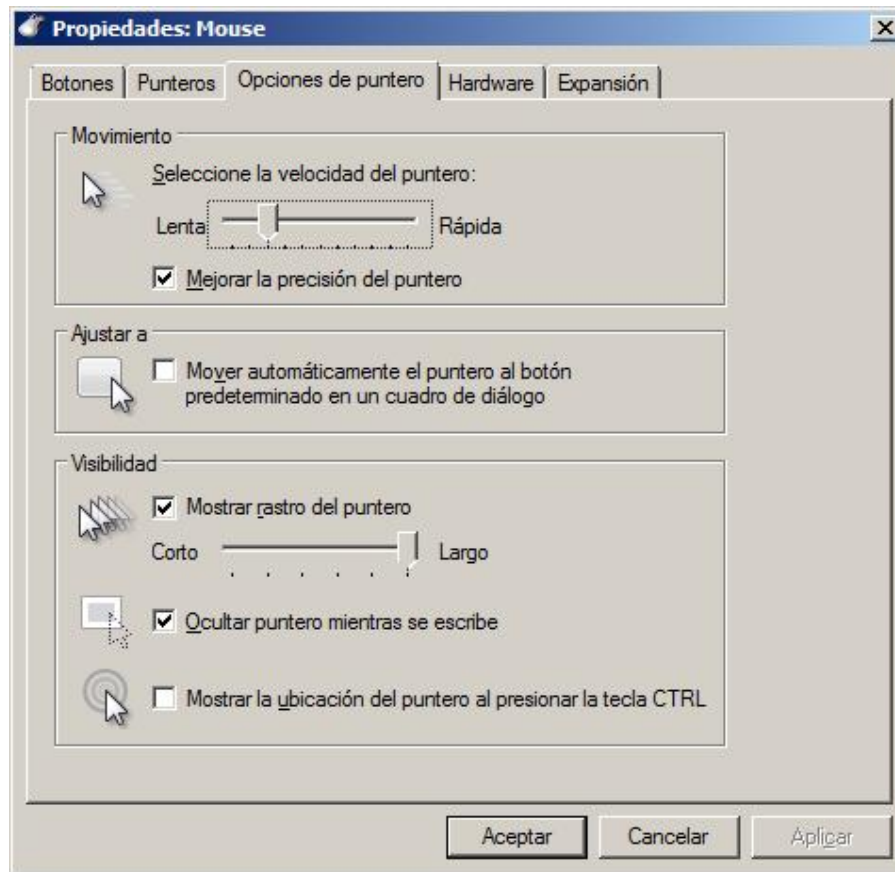 Propiedades: Mouse
Botones Punteros Opciones de puntero Hardware Expansión
Movimiento
Seleccione la velocidad del puntero:
Lenta Rápida
Mejorar la precisión del puntero
Ajustar a
Mover automáticamente el puntero al botón
predeterminado en un cuadro de diálogo
Visibilidad
Mostrar rastro del puntero
Corto Largo
Ocultar puntero mientras se escribe
Mostrar la ubicación del puntero al presionar la tecla CTRL
Aceptar Cancelar Aplicar